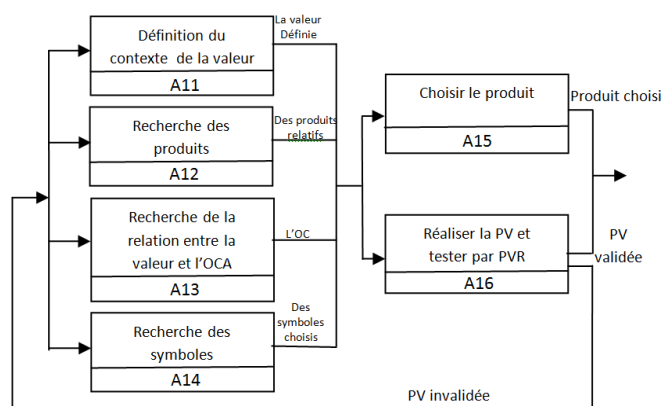 La valeur
Définie
Définition du
contexte de la valeur
A11
Des produits
relatifs
Recherche des
produits
A12
Recherche de la
relation entre la
valeur et l'OCA
A13
L'OC
Des
symboles
choisis
Recherche des
symboles
A14
Choisir le produit
A15
Produit choisi
Réaliser la PV et
tester par PVR
A16
PV
validée
PV invalidée